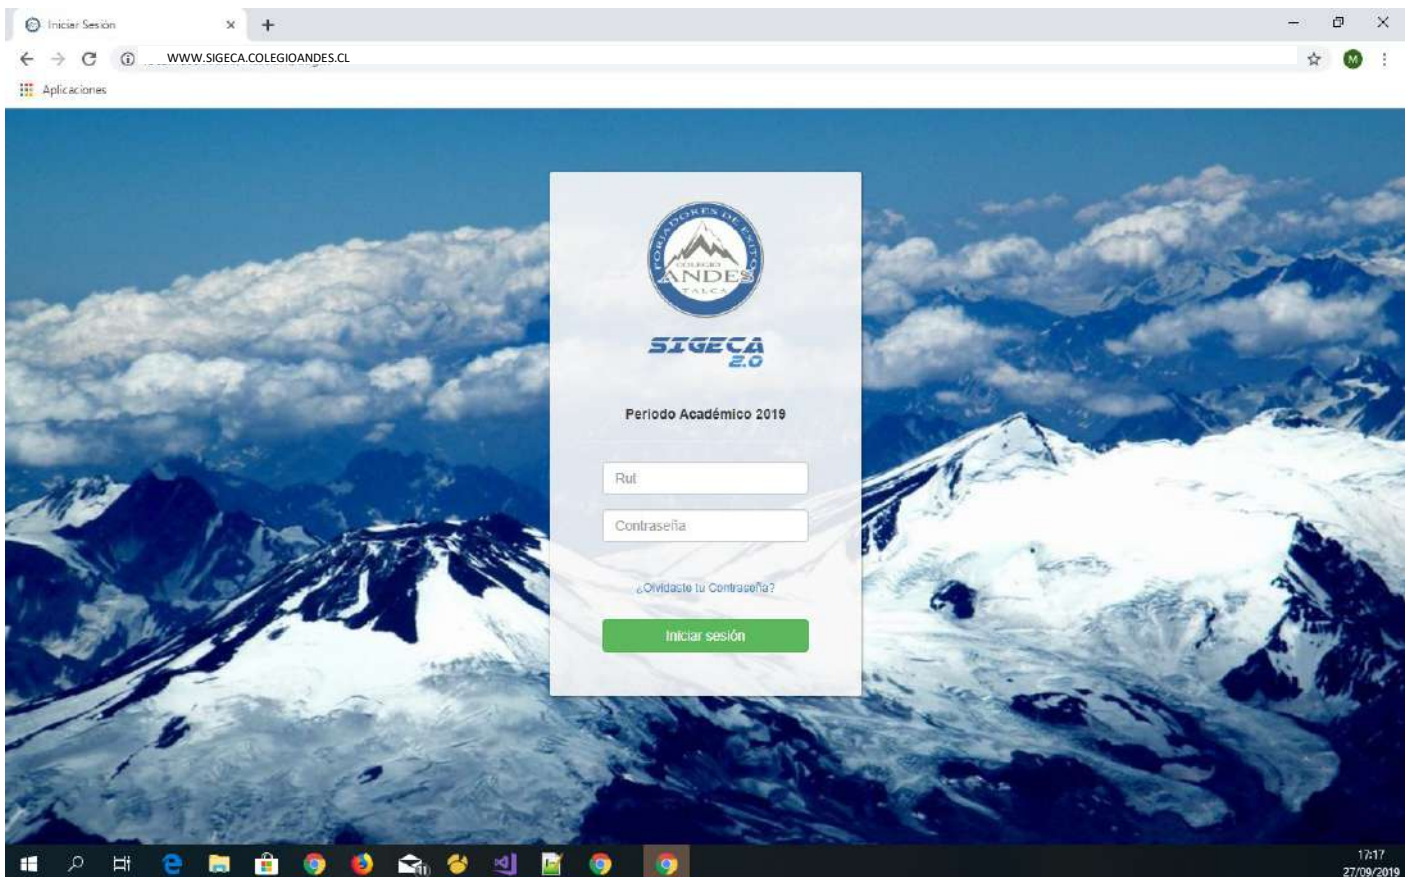 Iniciar Sesión
WWW.SIGECA.COLEGIOANDES.CL
M
Aplicaciones
FORJADORES DE EXITO
COLEGIO
ANDES
TALCA
SIGECA
2.0
Periodo Académico 2019
Rut
Contraseña
¿Olvidaste tu Contraseña?
Iniciar sesión
17:17
27/09/2019